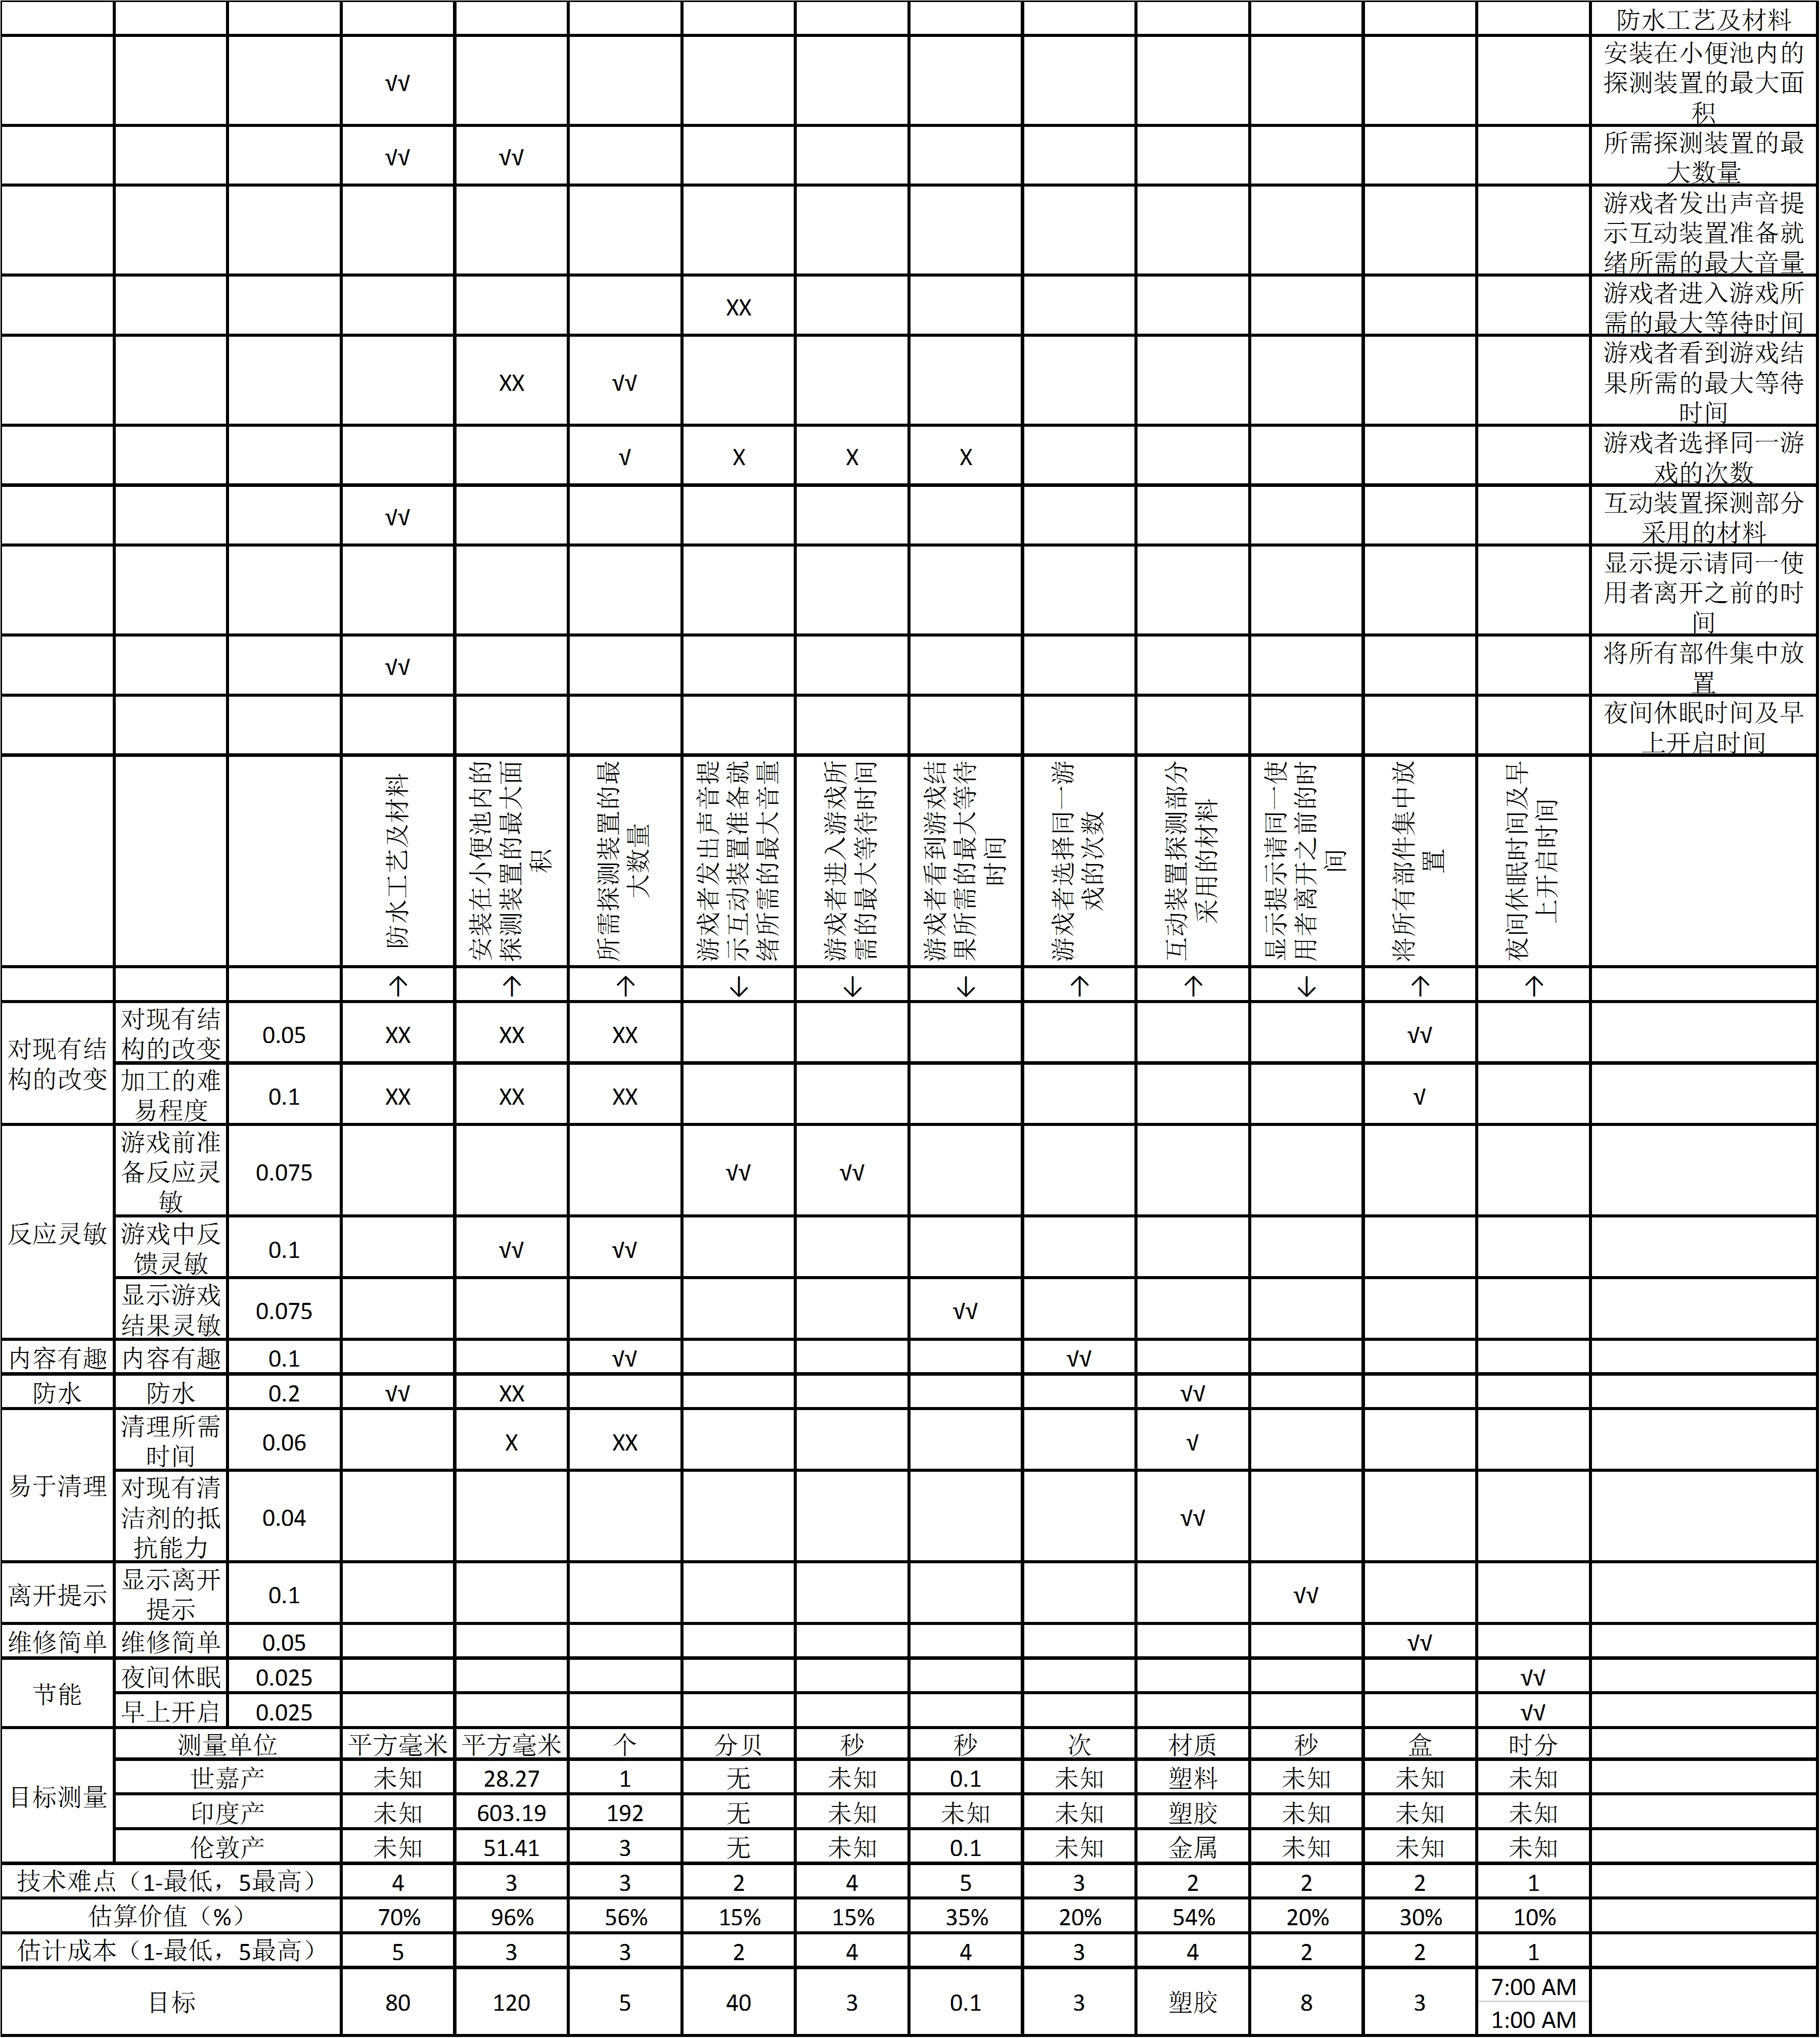 防水工艺及材料
√√
安装在小便池内的
探测装置的最大面
积
√√ √√
所需探测装置的最
大数量
游戏者发出声音提
示互动装置准备就
绪所需的最大音量
XX
游戏者进入游戏所
需的最大等待时间
XX √√
游戏者看到游戏结
果所需的最大等待
时间
√ X X X
游戏者选择同一游
戏的次数
√√
互动装置探测部分
采用的材料
显示提示请同一使
用者离开之前的时
间
√√
将所有部件集中放
置
夜间休眠时间及早
上开启时间
防水工艺及材料
安装在小便池内的
探测装置的最大面
积
所需探测装置的最
大数量
游戏者发出声音提
示互动装置准备就
绪所需的最大音量
游戏者进入游戏所
需的最大等待时间
游戏者看到游戏结
果所需的最大等待
时间
游戏者选择同一游
戏的次数
互动装置探测部分
采用的材料
显示提示请同一使
用者离开之前的时
间
将所有部件集中放
置
夜间休眠时间及早
上开启时间
↑ ↑ ↑ ↓ ↓ ↓ ↑ ↑ ↓ ↑ ↑
对现有结
构的改变
对现有结
构的改变
0.05 XX XX XX √√
加工的难
易程度
0.1 XX XX XX √
反应灵敏
游戏前准
备反应灵
敏
0.075 √√ √√
游戏中反
馈灵敏
0.1 √√ √√
显示游戏
结果灵敏
0.075 √√
内容有趣 内容有趣 0.1 √√ √√
防水 防水 0.2 √√ XX √√
易于清理
清理所需
时间
0.06 X XX √
对现有清
洁剂的抵
抗能力
0.04 √√
离开提示
显示离开
提示
0.1 √√
维修简单 维修简单 0.05 √√
节能
夜间休眠 0.025 √√
早上开启 0.025 √√
目标测量
测量单位 平方毫米 平方毫米 个 分贝 秒 秒 次 材质 秒 盒 时分
世嘉产 未知 28.27 1 无 未知 0.1 未知 塑料 未知 未知 未知
印度产 未知 603.19 192 无 未知 未知 未知 塑胶 未知 未知 未知
伦敦产 未知 51.41 3 无 未知 0.1 未知 金属 未知 未知 未知
技术难点（1-最低，5最高） 4 3 3 2 4 5 3 2 2 2 1
估算价值（%） 70% 96% 56% 15% 15% 35% 20% 54% 20% 30% 10%
估计成本（1-最低，5最高） 5 3 3 2 4 4 3 4 2 2 1
目标 80 120 5 40 3 0.1 3 塑胶 8 3
7:00 AM
1:00 AM